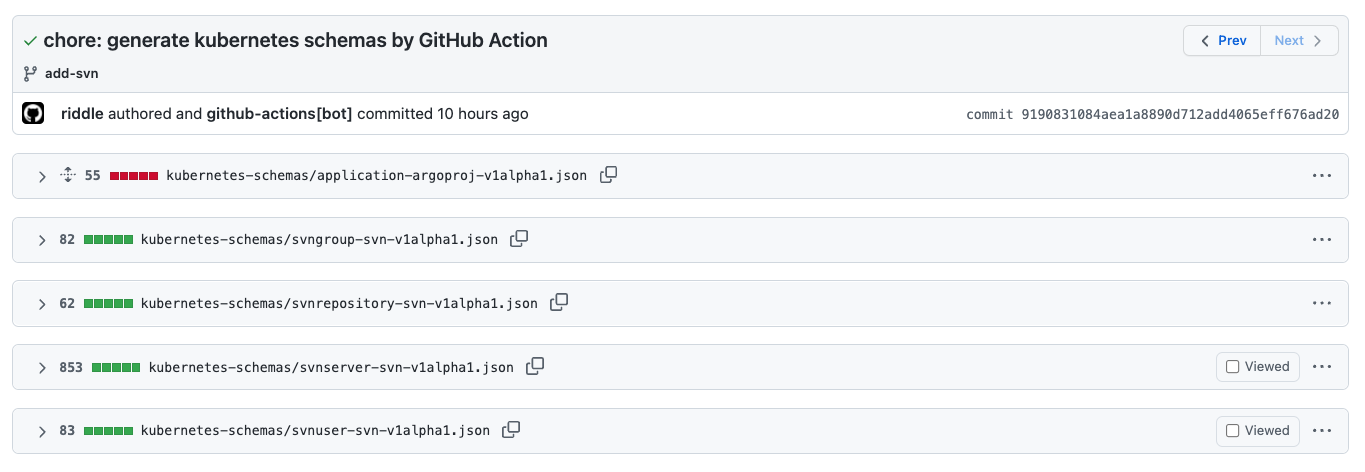 chore: generate kubernetes schemas by GitHub Action
Prev
Next
add-svn
riddle authored and github-actions[bot] committed 10 hours ago
commit 9190831084aea1a8890d712add4065eff676ad20
55 kubernetes-schemas/application-argoproj-v1alpha1.json
82 kubernetes-schemas/svngroup-svn-v1alpha1.json
62 kubernetes-schemas/svnrepository-svn-v1alpha1.json
853 kubernetes-schemas/svnserver-svn-v1alpha1.json
Viewed
83 kubernetes-schemas/svnuser-svn-v1alpha1.json
Viewed